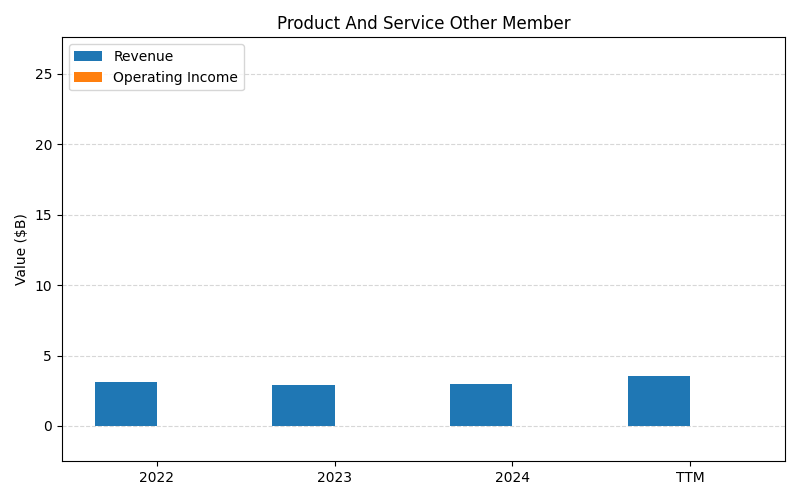 Product And Service Other Member
Revenue
Operating Income
Value ($B)
25
20
15
10
5
0
2022
2023
2024
TTM